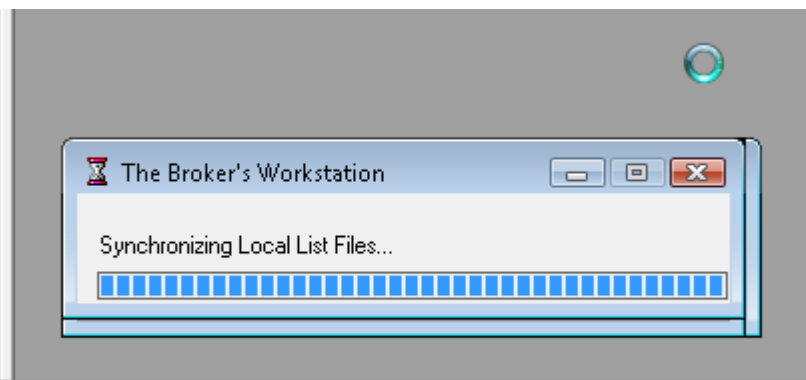 The Broker's Workstation
Synchronizing Local List Files...